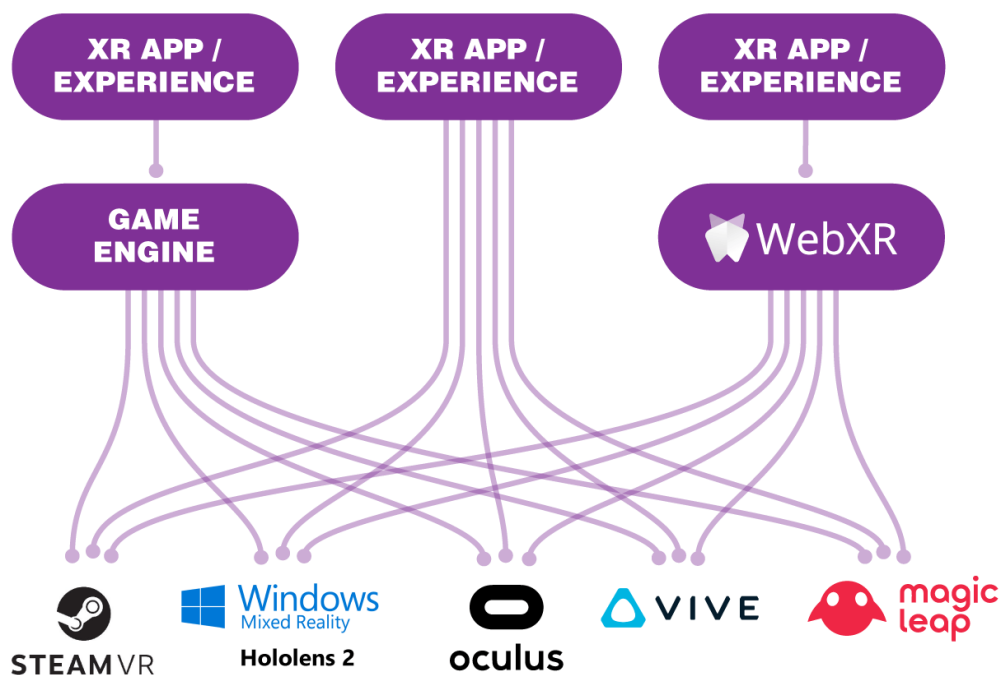 XR APP /
EXPERIENCE
XR APP /
EXPERIENCE
XR APP /
EXPERIENCE
GAME
ENGINE
WebXR
STEAMVR
Windows
Mixed Reality
Hololens 2
oculus
VIVE
magic
leap